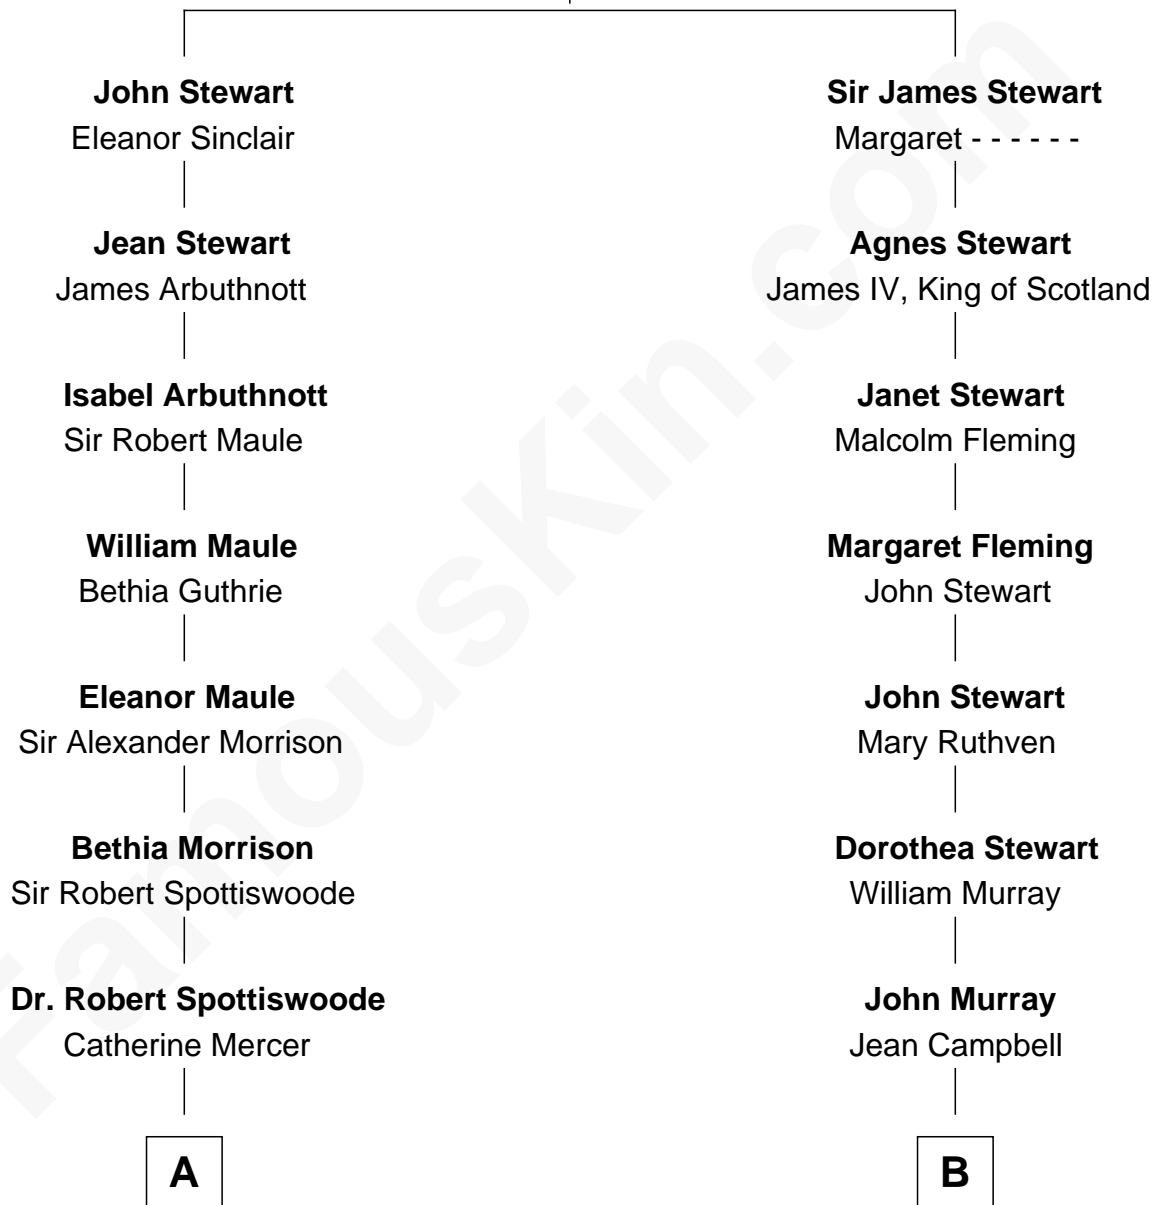 John Stewart
Eleanor Sinclair
Jean Stewart
James Arbuthnott
Isabel Arbuthnott
Sir Robert Maule
William Maule
Bethia Guthrie
Eleanor Maule
Sir Alexander Morrison
Bethia Morrison
Sir Robert Spottiswoode
Dr. Robert Spottiswoode
Catherine Mercer
A
Sir James Stewart
Margaret - - - - - -
Agnes Stewart
James IV, King of Scotland
Janet Stewart
Malcolm Fleming
Margaret Fleming
John Stewart
John Stewart
Mary Ruthven
Dorothea Stewart
William Murray
John Murray
Jean Campbell
B
FamousKin.com